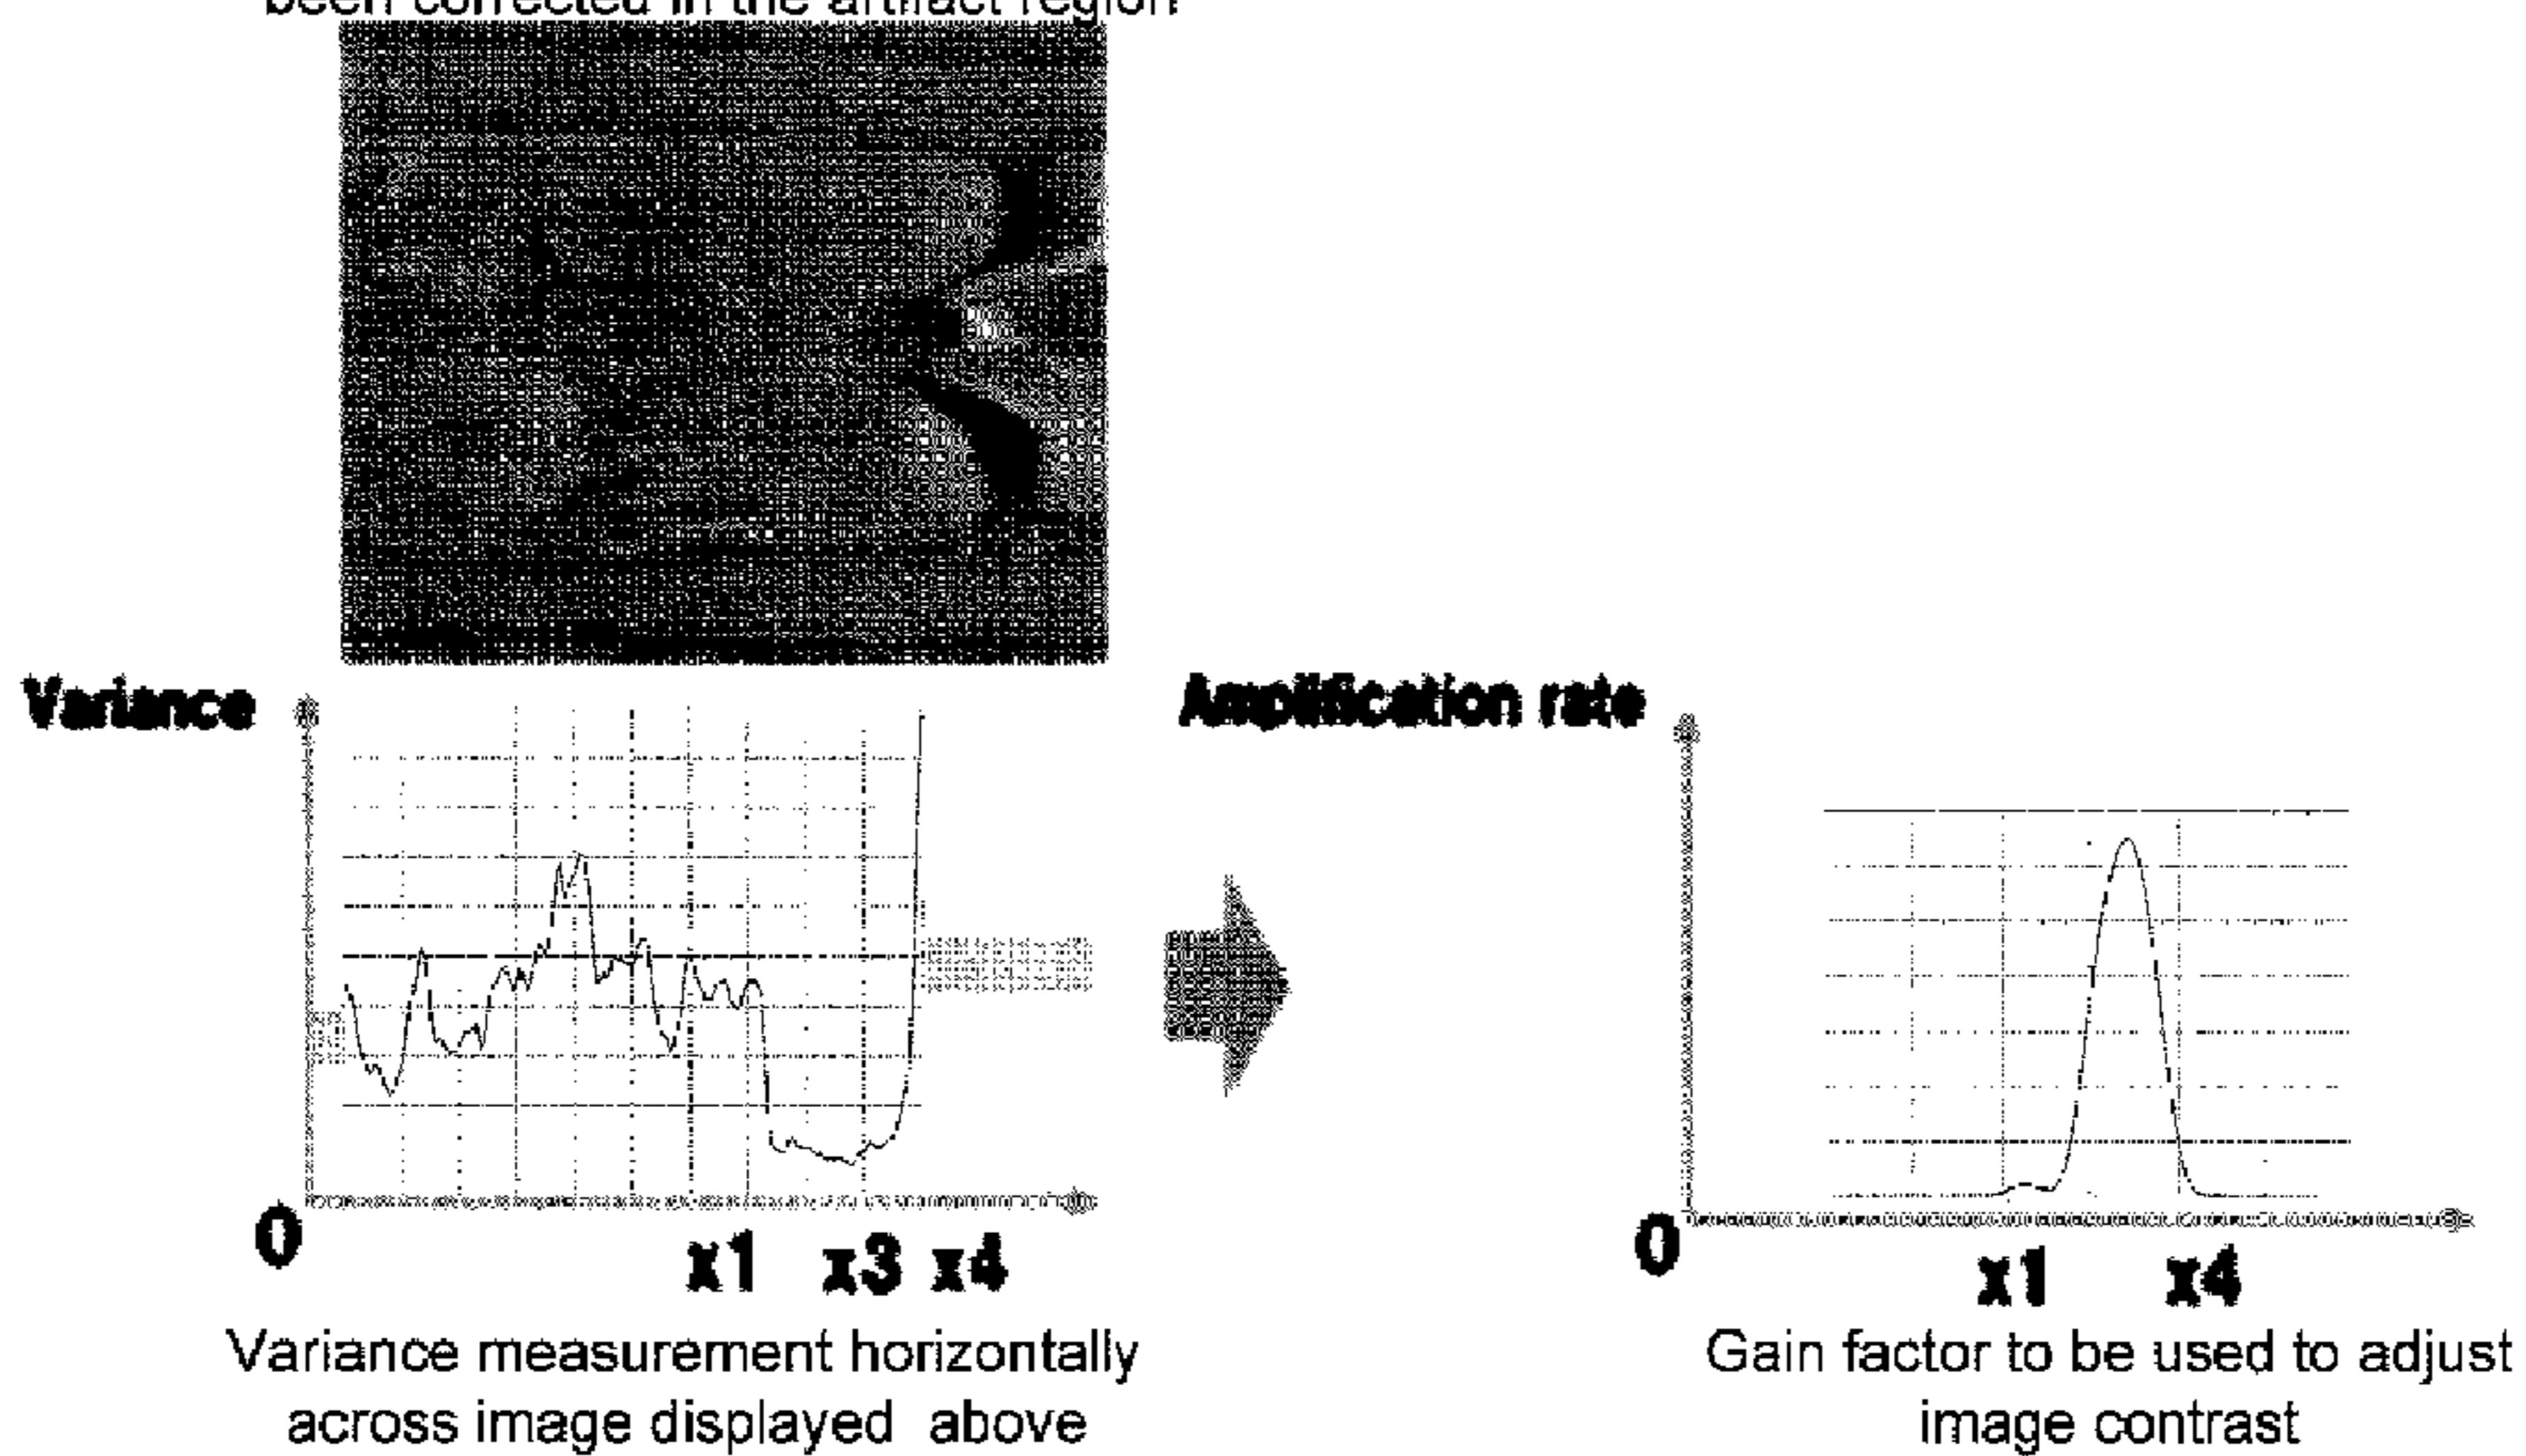 been corrected in the artifact region
Variance
Amplification rate
0
x1 x3 x4
0
x1 x4
Variance measurement horizontally
across image displayed above
Gain factor to be used to adjust
image contrast